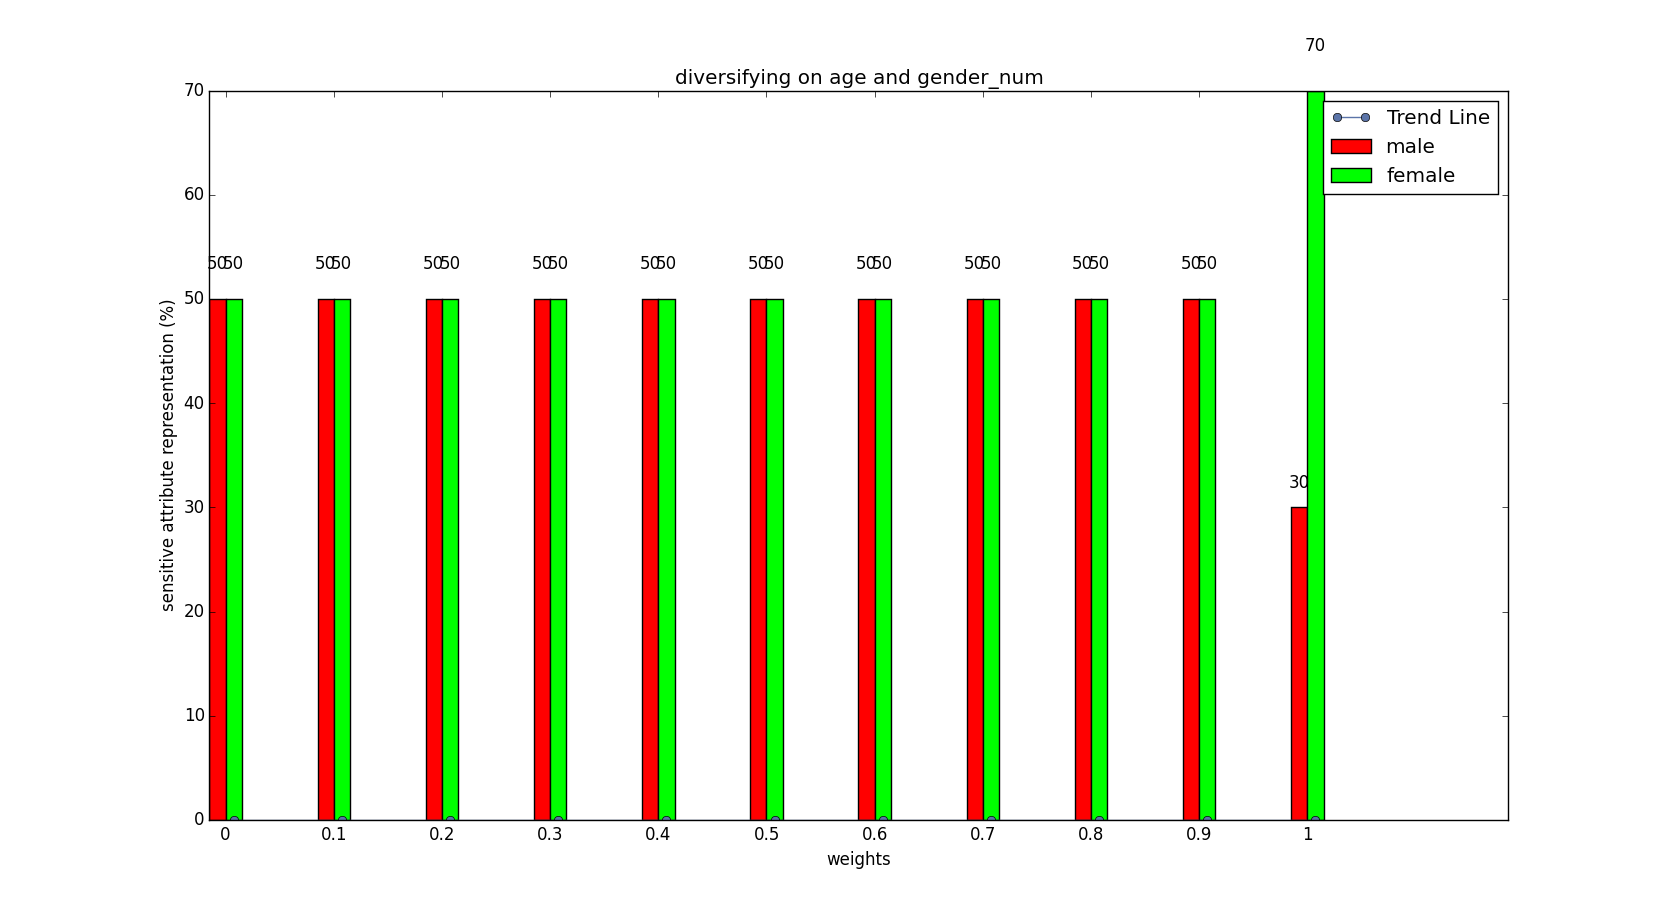 70
diversifying on age and gender_num
Trend Line
male
female
70
60
50
40
30
20
10
0
sensitive attribute representation (%)
50 50 50 50 50 50 50 50 50 50 50 50 50 50 50 50 50 50 50 50
30
0 0.1 0.2 0.3 0.4 0.5 0.6 0.7 0.8 0.9 1
weights